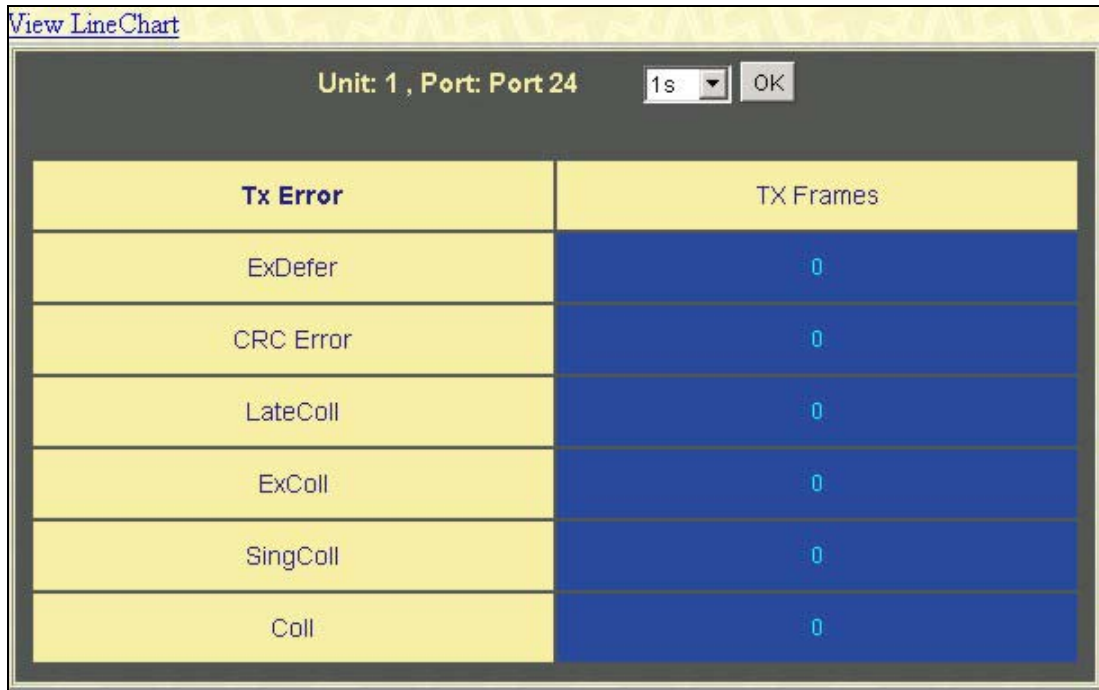 View LineChart
Unit: 1 , Port: Port 24 1s OK
Tx Error TX Frames
ExDefer 0
CRC Error 0
LateColl 0
ExColl 0
SingColl 0
Coll 0